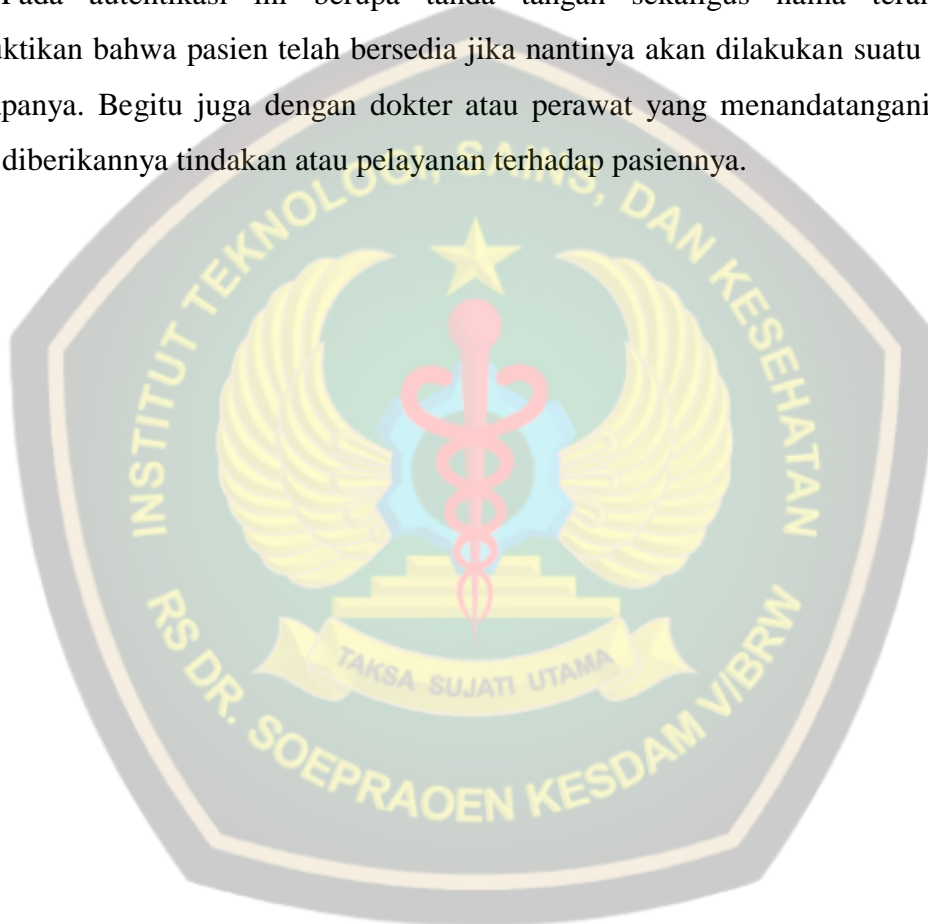 Pada autentikasi ini berupa tanda tangan sekaligus nama
bahwa pasien telah bersedia jika nantinya akan dilakukan suatu
Begitu juga dengan dokter atau perawat yang menandatangani
diberikannya tindakan atau pelayanan terhadap pasiennya.
INSTITUT TEKNOLOGI, SAINS, DAN KESEHATAN
TAKSA SUJATI UTAMA
RS DR. SOEPRAOEN KESDAM V/BRW